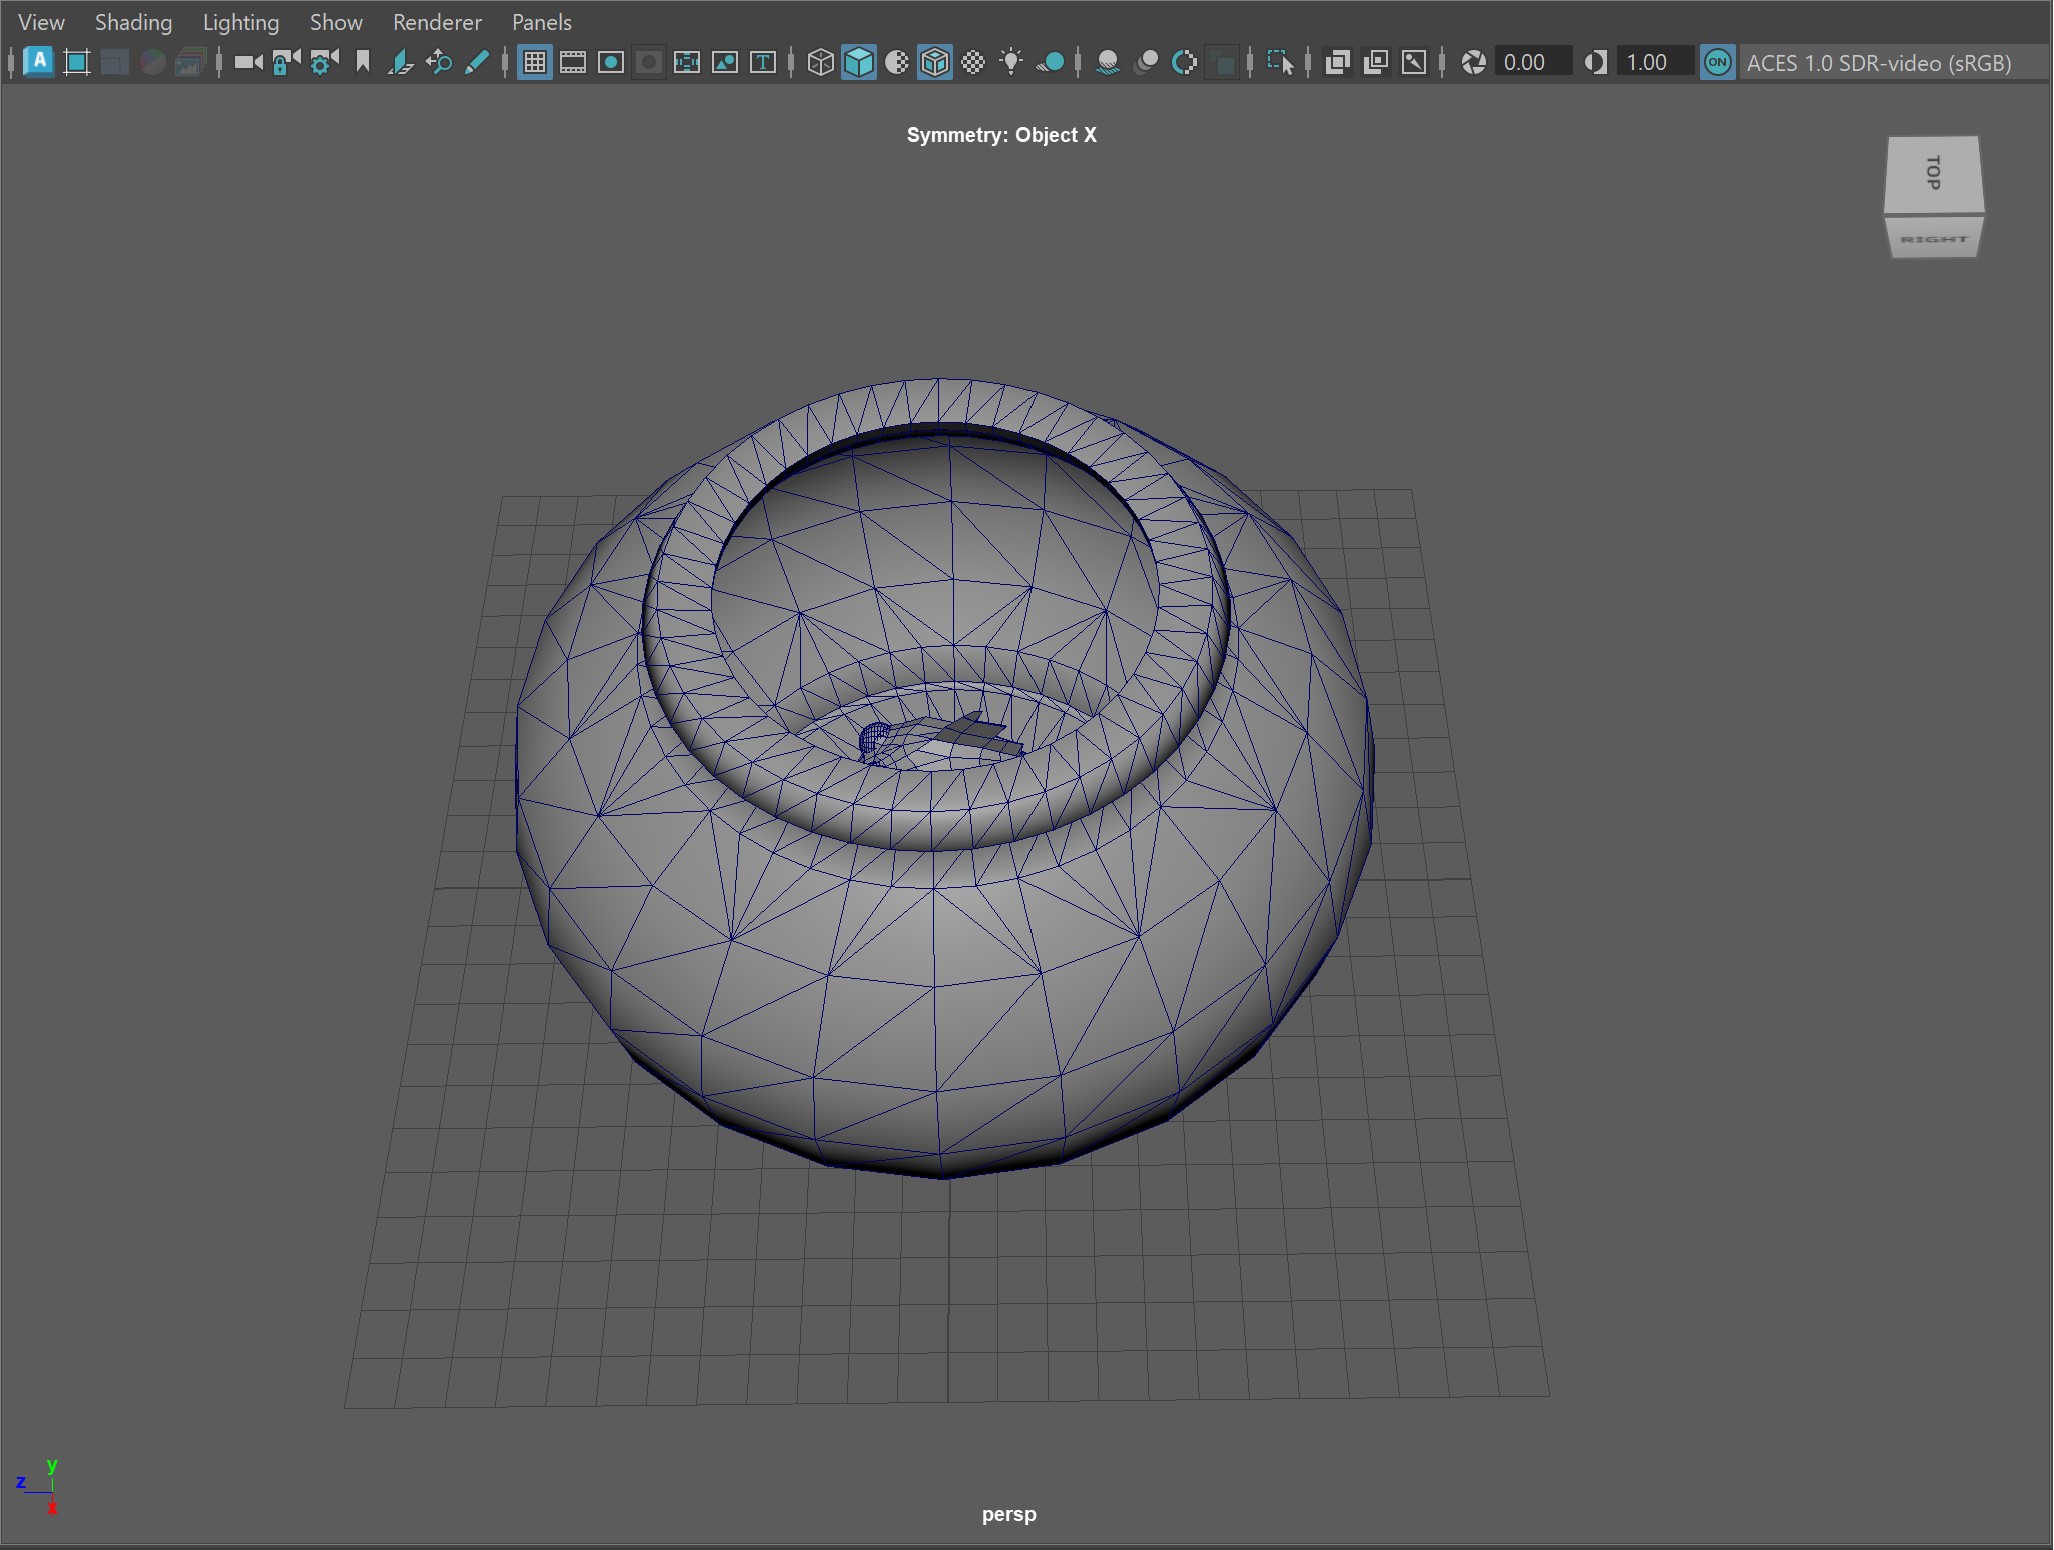 View Shading Lighting Show Renderer Panels
A T 0.00 1.00 ON ACES 1.0 SDR-video (sRGB)
Symmetry: Object X
TOP
RIGHT
y
z
x
persp